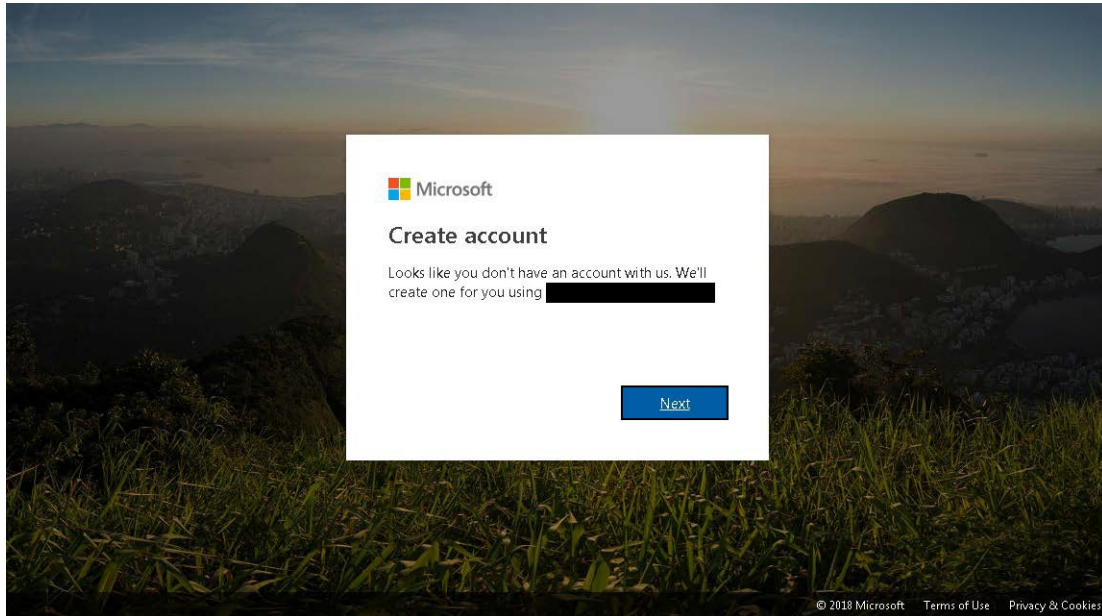 Microsoft
Create account
Looks like you don't have an account with us. We'll
create one for you using
Next
© 2018 Microsoft Terms of Use Privacy & Cookies